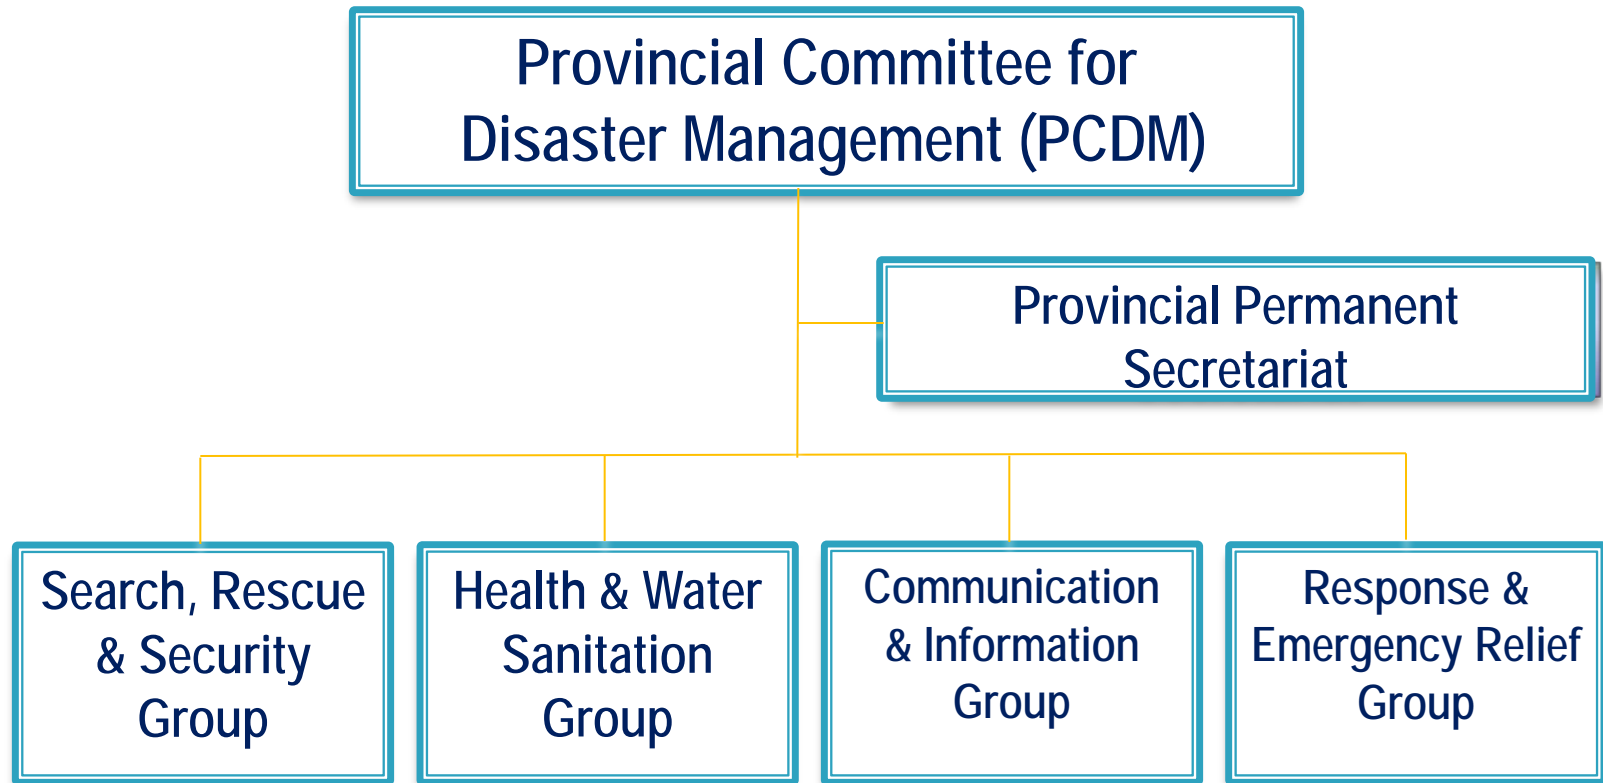 Provincial Committee for
Disaster Management (PCDM)
Provincial Permanent
Secretariat
Search, Rescue
& Security
Group
Health & Water
Sanitation
Group
Communication
& Information
Group
Response &
Emergency Relief
Group